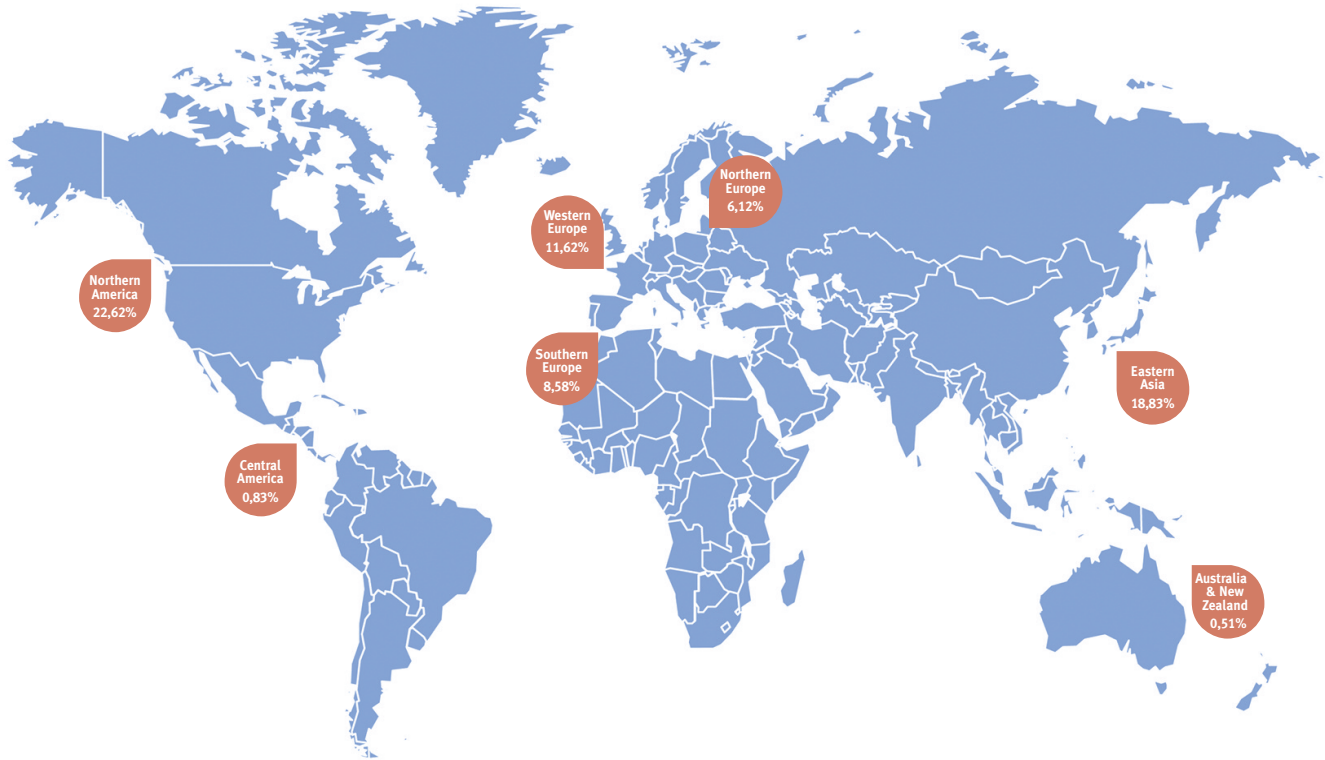 Northern
Europe
6,12%
Western
Europe
11,62%
Northern
America
22,62%
Southern
Europe
8,58%
Eastern
Asia
18,83%
Central
America
0,83%
Australia
& New
Zealand
0,51%